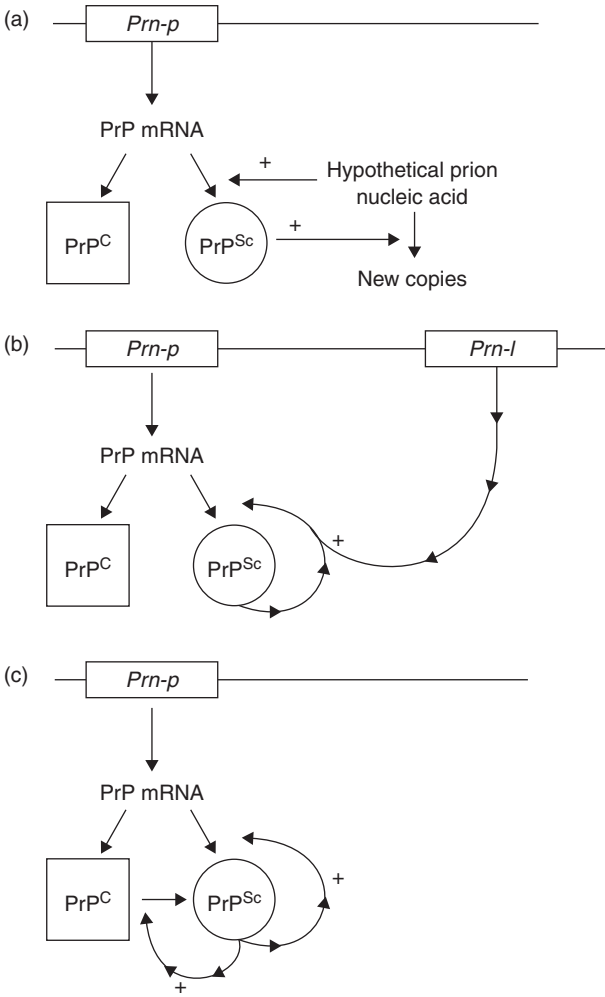 (a)
Prn-p
PrP mRNA
+
Hypothetical prion
nucleic acid
PrPC
PrPSc
+
New copies
(b)
Prn-p
Prn-l
PrP mRNA
PrPC
PrPSc
+
(c)
Prn-p
PrP mRNA
PrPC
PrPSc
+
+